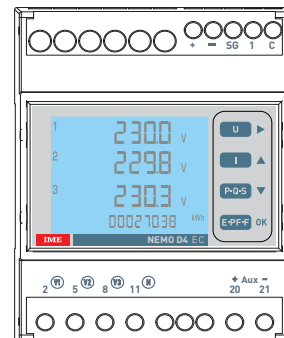 + – SG 1 C
1 230.0 V
2 229.8 V
3 230.3 V
00027038 kWh
U
I
P•Q•S
E•PF•F OK
IME NEMO D4 EC
2 V1 5 V2 8 V3 11 N
+ Aux –
20 21